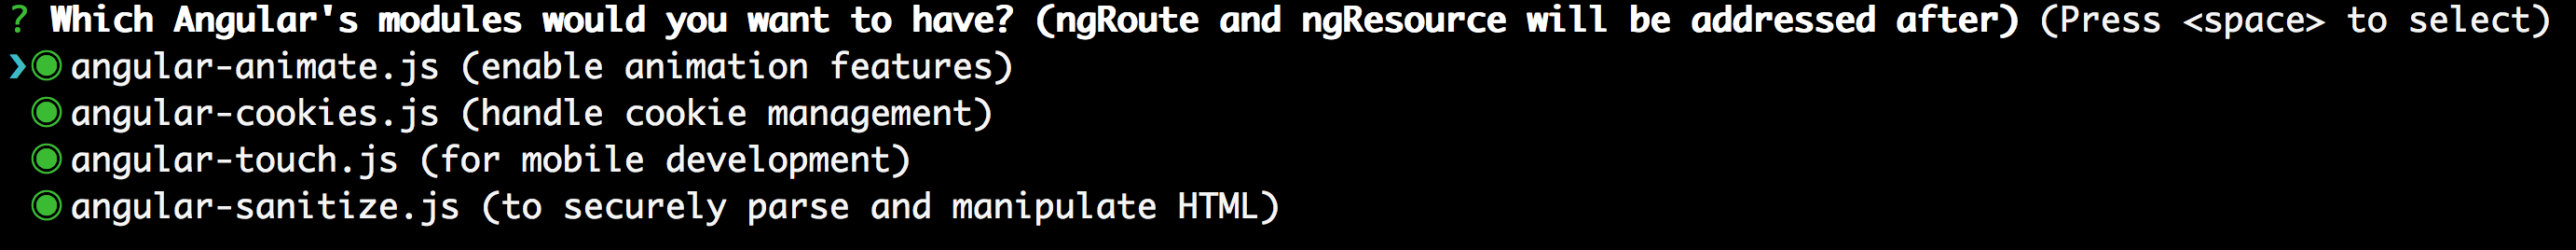 ? Which Angular's modules would you want to have? (ngRoute and ngResource will be addressed after) (Press <space> to select)
❯◉ angular-animate.js (enable animation features)
◉ angular-cookies.js (handle cookie management)
◉ angular-touch.js (for mobile development)
◉ angular-sanitize.js (to securely parse and manipulate HTML)